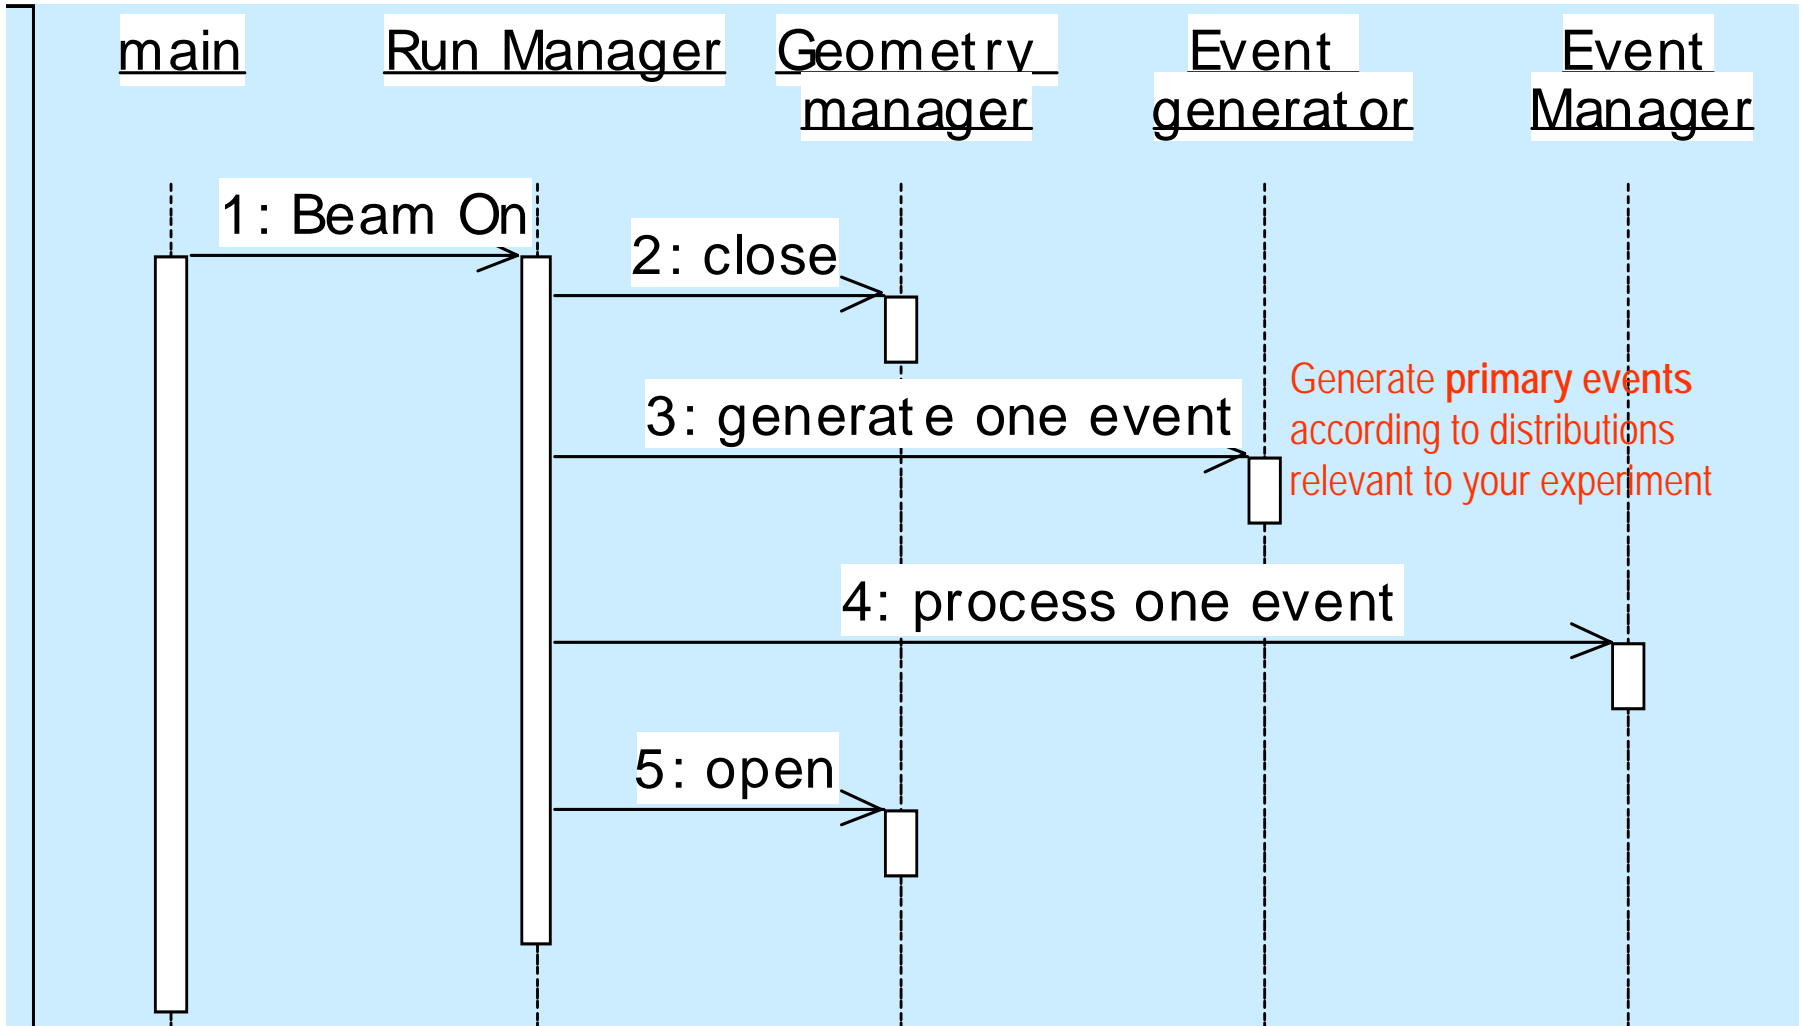 main
Run Manager
Geometry
manager
Event
generator
Event
Manager
1: Beam On
2: close
3: generate one event
Generate primary events
according to distributions
relevant to your experiment
4: process one event
5: open